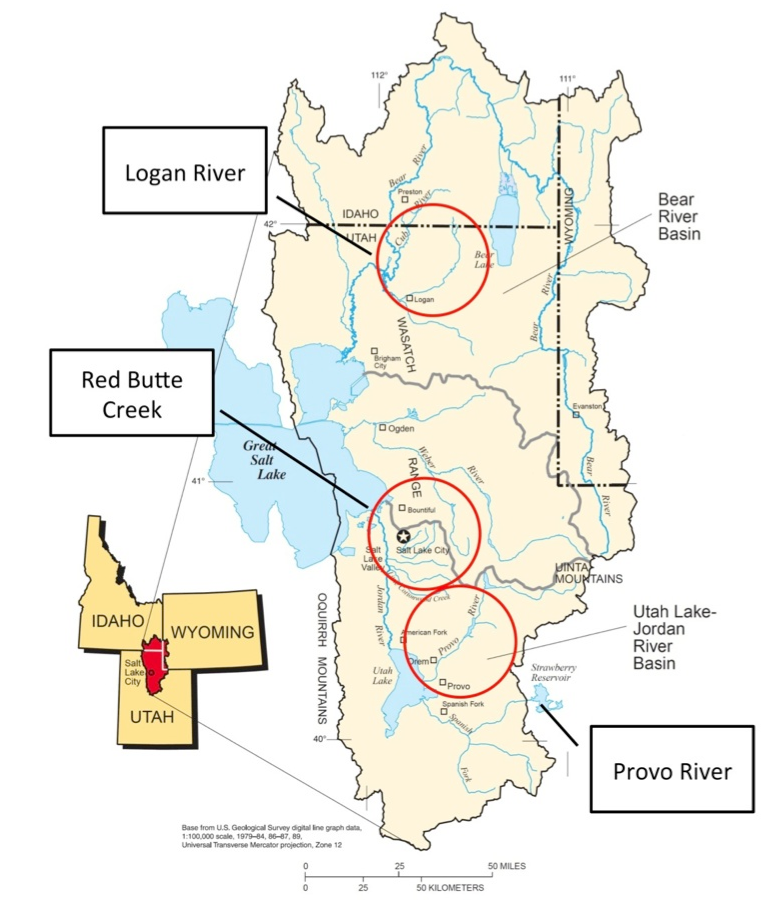 112°
111°
Logan River
Bear
River
Preston
Cub
River
IDAHO
UTAH
42°
WYOMING
Bear
Lake
Bear
River
Basin
Logan
Bear
River
WASATCH
RANGE
Brigham
City
Red Butte
Creek
Evanston
Ogden
Great
Salt
Lake
Weber
River
Bear
River
41°
Bountiful
Salt Lake City
Salt
Lake
Valley
UINTA
MOUNTAINS
Cottonwood Creek
Jordan
River
OQUIRRH MOUNTAINS
American Fork
Provo
River
Orem
Utah
Lake
Provo
Utah Lake-
Jordan
River
Basin
Strawberry
Reservoir
Spanish Fork
Spanish
Fork
40°
Provo River
IDAHO
WYOMING
Salt
Lake
City
UTAH
Base from U.S. Geological Survey digital line graph data,
1:100,000 scale, 1979–84, 86–87, 89,
Universal Transverse Mercator projection, Zone 12
0 25 50 MILES
0 25 50 KILOMETERS